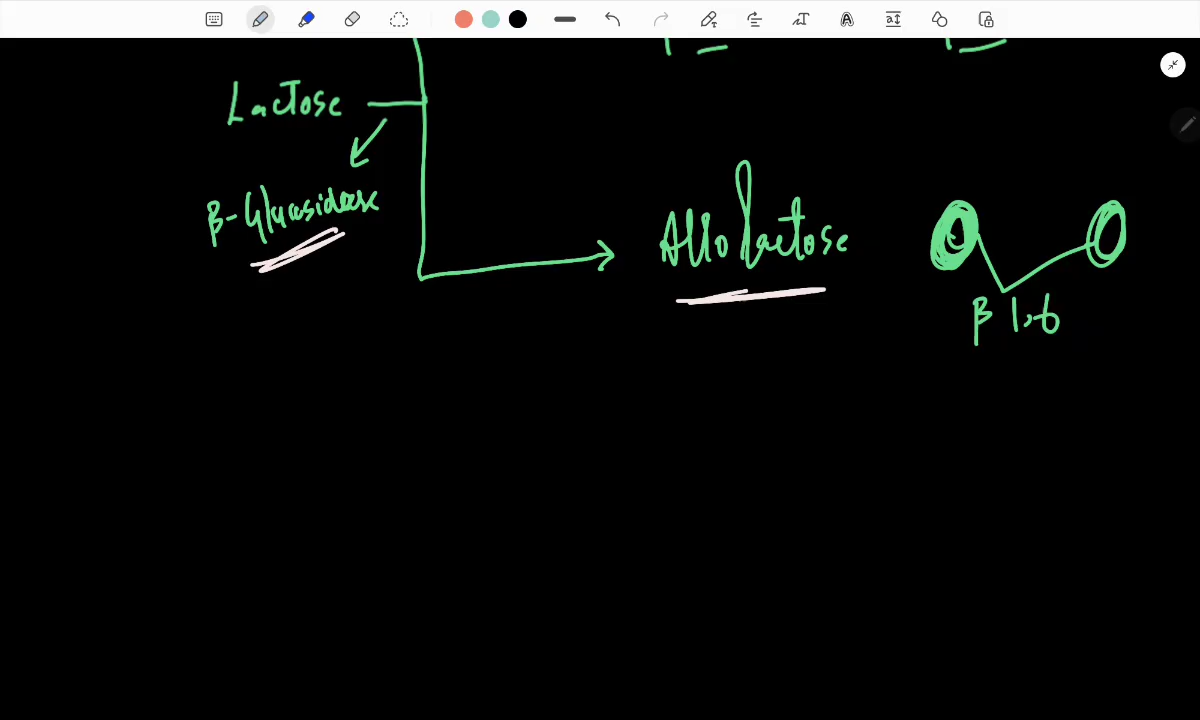 Lactose
β-Glucosidase
Allolactose
β 1,6